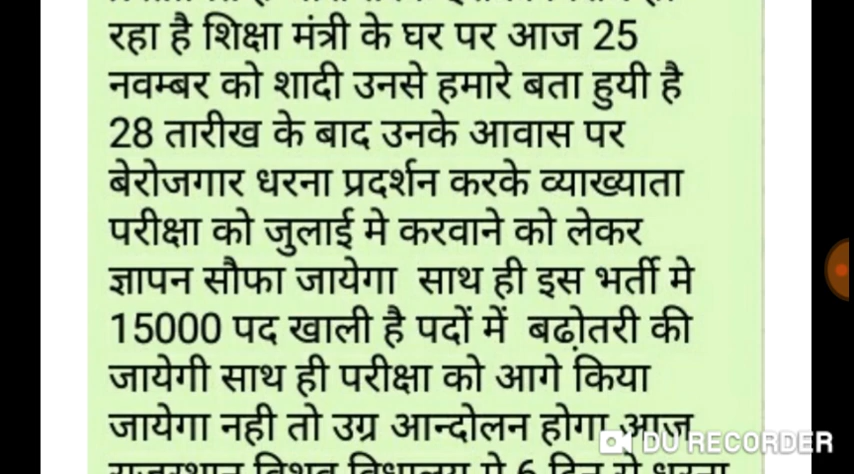 रहा है शिक्षा मंत्री के घर पर आज 25
नवम्बर को शादी उनसे हमारे बता हुयी है
28 तारीख के बाद उनके आवास पर
बेरोजगार धरना प्रदर्शन करके व्याख्याता
परीक्षा को जुलाई मे करवाने को लेकर
ज्ञापन सौफा जायेगा साथ ही इस भर्ती मे
15000 पद खाली है पदों में बढ़ोतरी की
जायेगी साथ ही परीक्षा को आगे किया
जायेगा नही तो उग्र आन्दोलन होगा आज
DU RECORDER